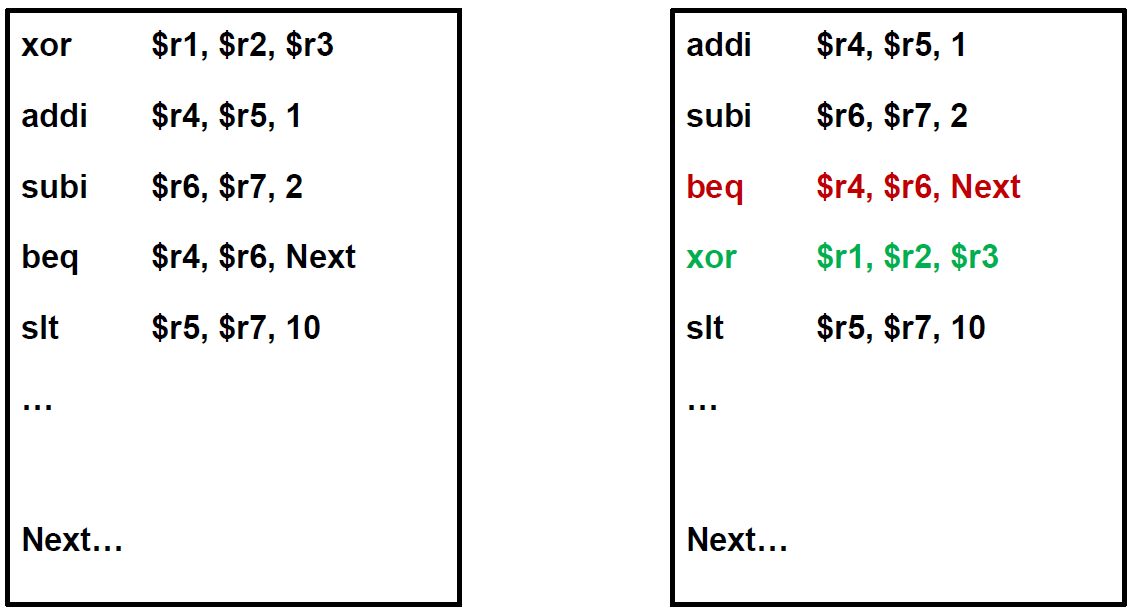 xor $r1, $r2, $r3
addi $r4, $r5, 1
subi $r6, $r7, 2
beq $r4, $r6, Next
slt $r5, $r7, 10
…
Next…
addi $r4, $r5, 1
subi $r6, $r7, 2
beq $r4, $r6, Next
xor $r1, $r2, $r3
slt $r5, $r7, 10
…
Next…